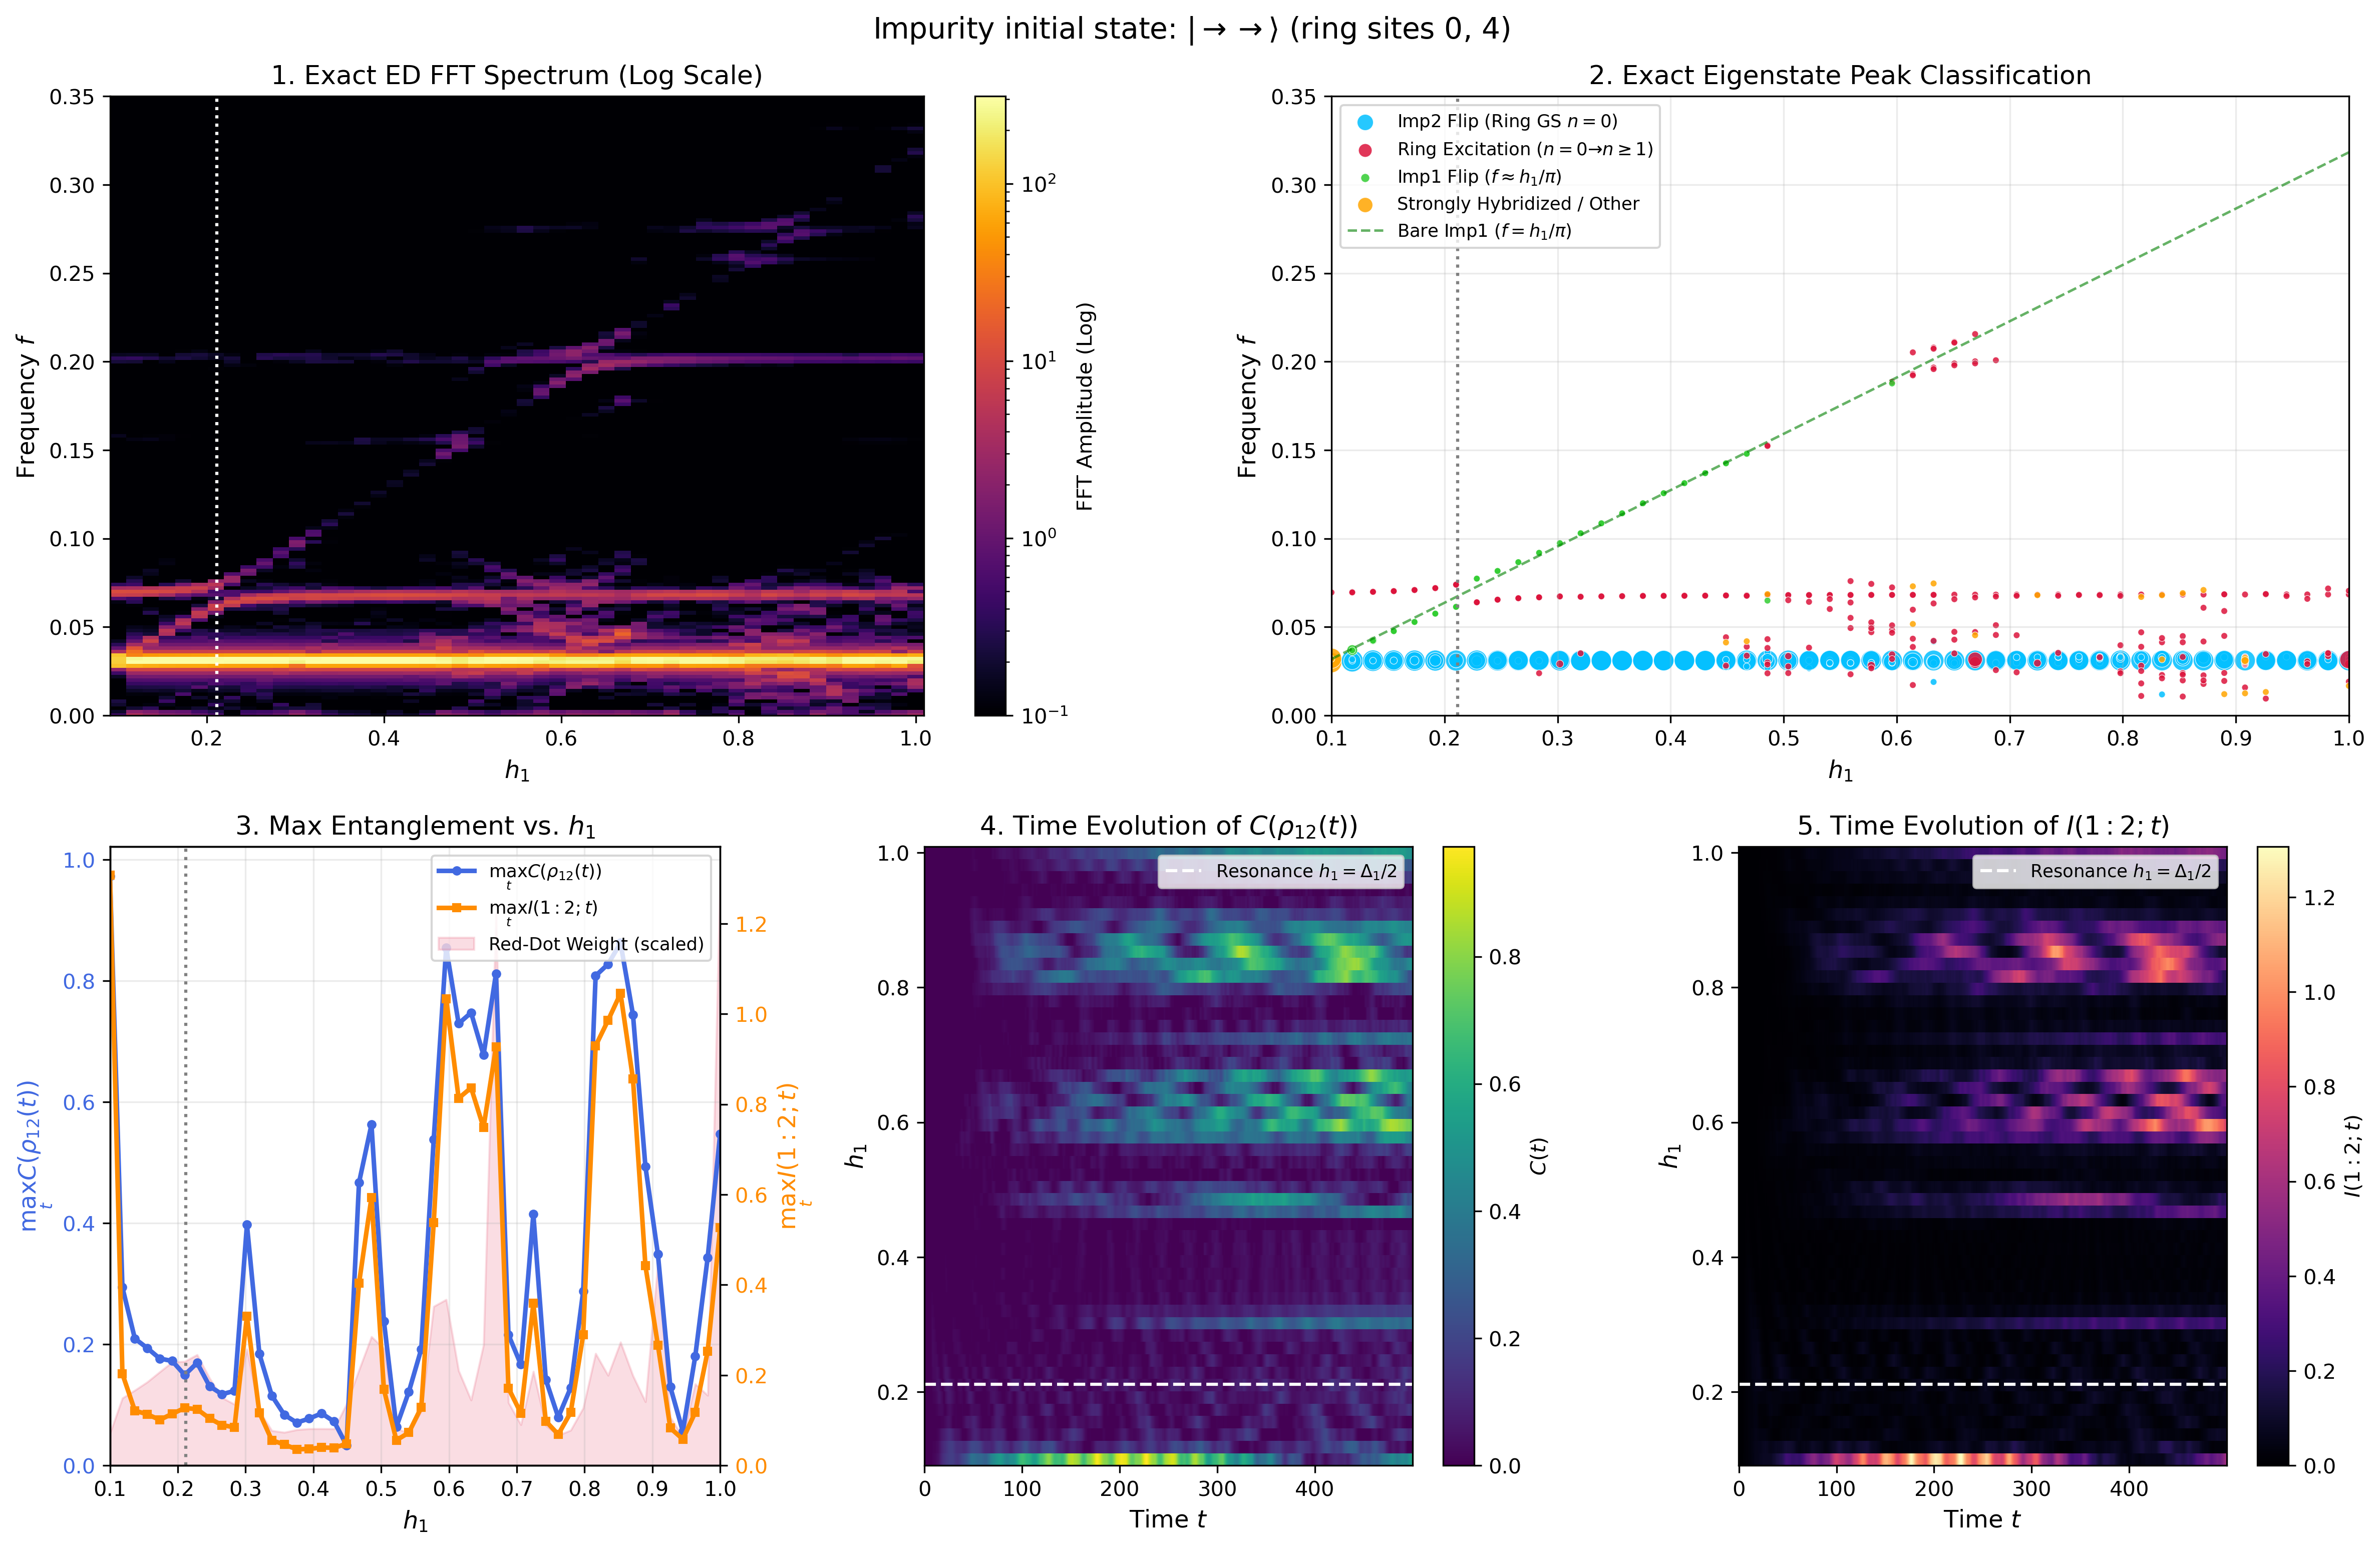 Impurity initial state: |→→⟩ (ring sites 0, 4)
1. Exact ED FFT Spectrum (Log Scale)
Frequency f
0.35
0.30
0.25
0.20
0.15
0.10
0.05
0.00
0.2
0.4
0.6
0.8
1.0
h₁
10²
10¹
10⁰
10⁻¹
FFT Amplitude (Log)
2. Exact Eigenstate Peak Classification
Frequency f
0.35
0.30
0.25
0.20
0.15
0.10
0.05
0.00
Imp2 Flip (Ring GS n = 0)
Ring Excitation (n = 0→n ≥ 1)
Imp1 Flip (f ≈ h₁/π)
Strongly Hybridized / Other
Bare Imp1 (f = h₁/π)
0.1
0.2
0.3
0.4
0.5
0.6
0.7
0.8
0.9
1.0
h₁
3. Max Entanglement vs. h₁
max C(ρ₁₂(t))
t
1.0
0.8
0.6
0.4
0.2
0.0
max C(ρ₁₂(t))
t
max I(1 : 2; t)
t
Red-Dot Weight (scaled)
0.1
0.2
0.3
0.4
0.5
0.6
0.7
0.8
0.9
1.0
h₁
1.2
1.0
0.8
0.6
0.4
0.2
0.0
max I(1 : 2; t)
t
4. Time Evolution of C(ρ₁₂(t))
h₁
1.0
0.8
0.6
0.4
0.2
Resonance h₁ = Δ₁/2
0
100
200
300
400
Time t
0.8
0.6
0.4
0.2
0.0
C(t)
5. Time Evolution of I(1 : 2; t)
h₁
1.0
0.8
0.6
0.4
0.2
Resonance h₁ = Δ₁/2
0
100
200
300
400
Time t
1.2
1.0
0.8
0.6
0.4
0.2
0.0
I(1 : 2; t)